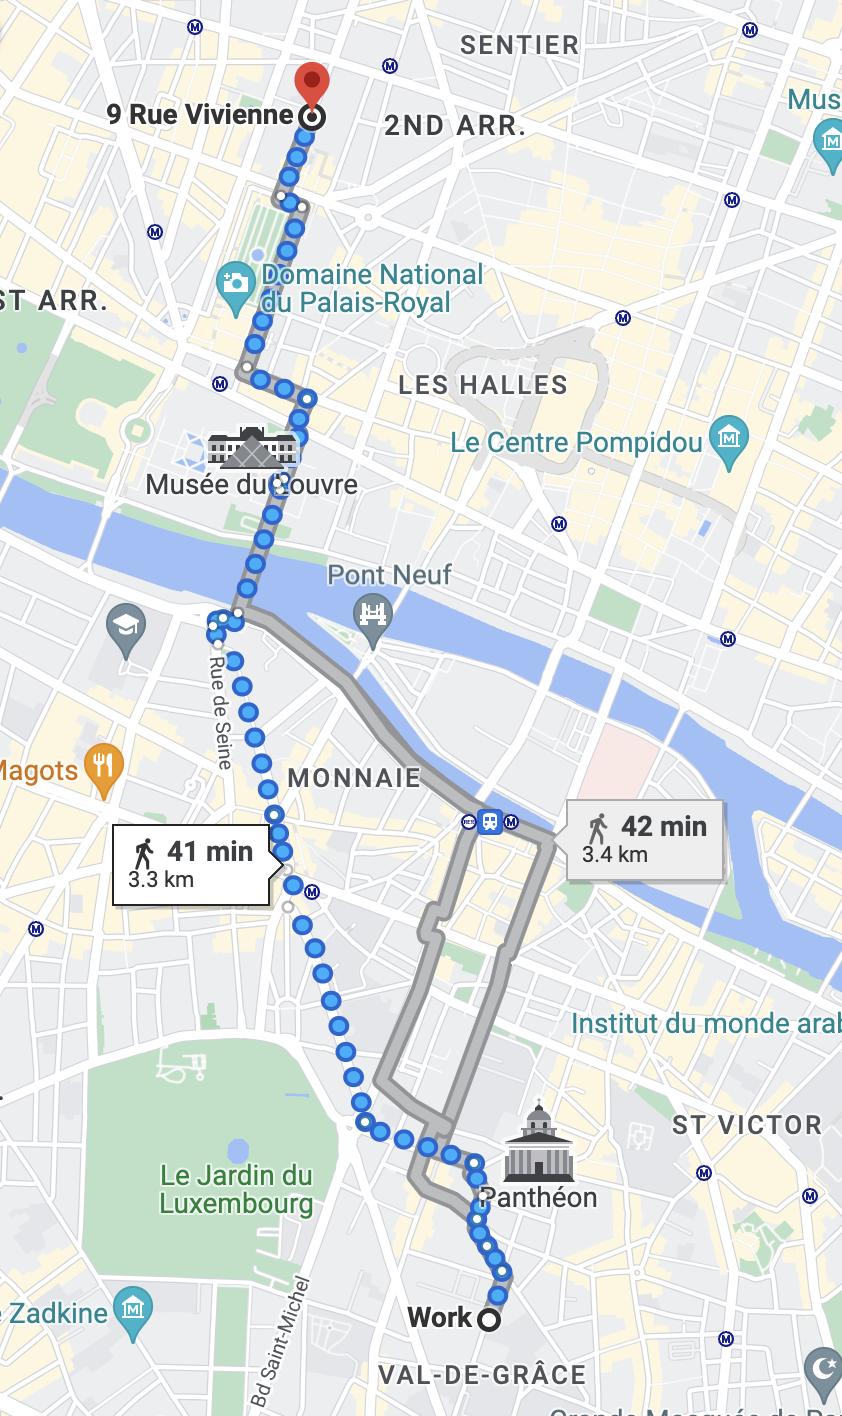 SENTIER
Mus
9 Rue Vivienne
2ND ARR.
Domaine National
du Palais-Royal
ST ARR.
LES HALLES
Le Centre Pompidou
Musée du Louvre
Pont Neuf
Rue de Seine
Magots
MONNAIE
42 min
3.4 km
41 min
3.3 km
Institut du monde arab
ST VICTOR
Le Jardin du
Luxembourg
Panthéon
Bd Saint-Michel
Zadkine
Work
VAL-DE-GRÂCE